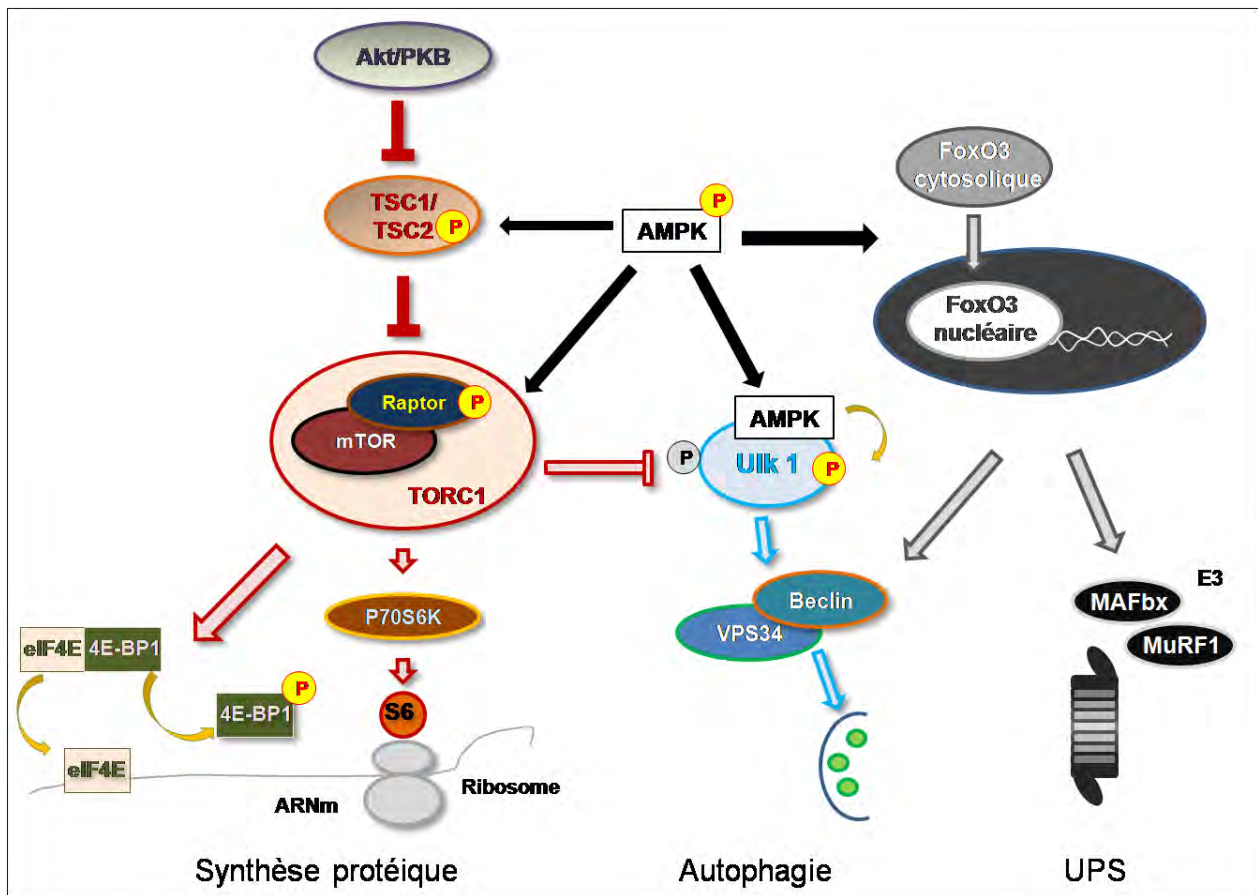 Akt/PKB
FoxO3
cytosolique
TSC1/
TSC2 P
P
AMPK
FoxO3
nucléaire
Raptor P
mTOR
TORC1
AMPK
P
Ulk 1 P
P70S6K
Beclin
VPS34
E3
MAFbx
MuRF1
eIF4E 4E-BP1
P
4E-BP1
S6
eIF4E
Ribosome
ARNm
Synthèse protéique
Autophagie
UPS